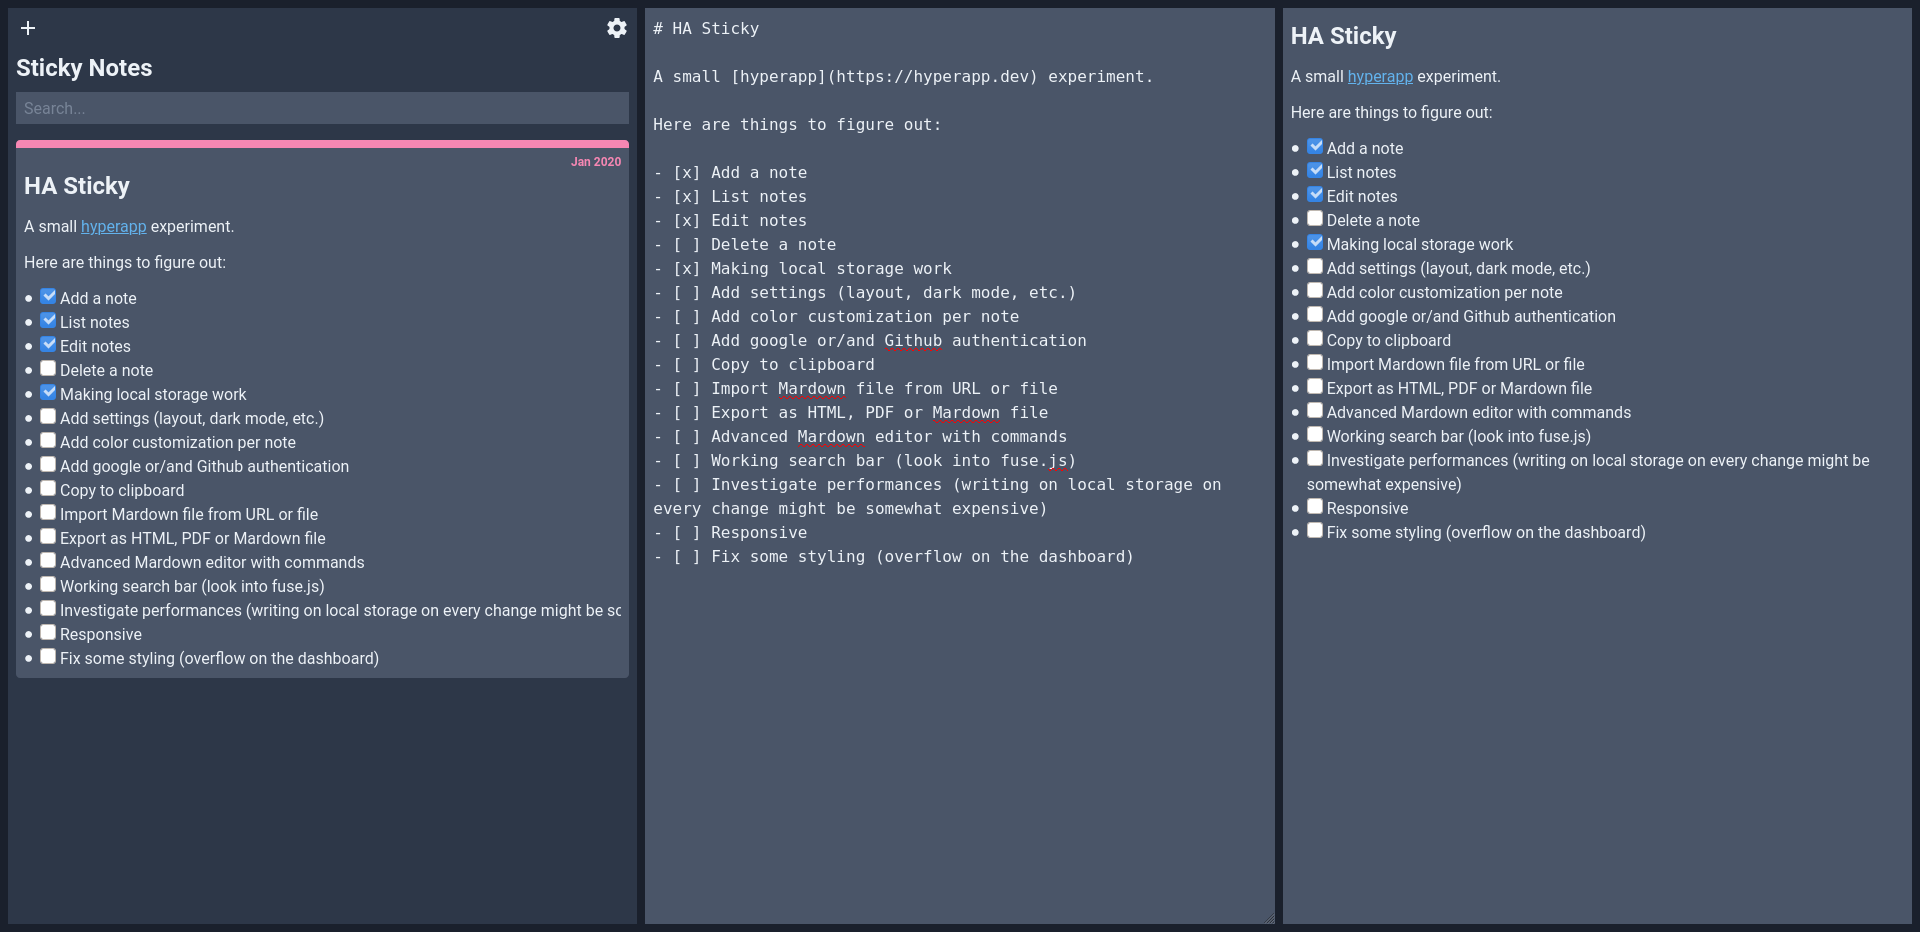 Sticky Notes
Search...
Jan 2020
HA Sticky
A small hyperapp experiment.
Here are things to figure out:
Add a note
List notes
Edit notes
Delete a note
Making local storage work
Add settings (layout, dark mode, etc.)
Add color customization per note
Add google or/and Github authentication
Copy to clipboard
Import Mardown file from URL or file
Export as HTML, PDF or Mardown file
Advanced Mardown editor with commands
Working search bar (look into fuse.js)
Investigate performances (writing on local storage on every change might be so
Responsive
Fix some styling (overflow on the dashboard)
# HA Sticky
A small [hyperapp](https://hyperapp.dev) experiment.
Here are things to figure out:
- [x] Add a note
- [x] List notes
- [x] Edit notes
- [ ] Delete a note
- [x] Making local storage work
- [ ] Add settings (layout, dark mode, etc.)
- [ ] Add color customization per note
- [ ] Add google or/and Github authentication
- [ ] Copy to clipboard
- [ ] Import Mardown file from URL or file
- [ ] Export as HTML, PDF or Mardown file
- [ ] Advanced Mardown editor with commands
- [ ] Working search bar (look into fuse.js)
- [ ] Investigate performances (writing on local storage on
every change might be somewhat expensive)
- [ ] Responsive
- [ ] Fix some styling (overflow on the dashboard)
HA Sticky
A small hyperapp experiment.
Here are things to figure out:
Add a note
List notes
Edit notes
Delete a note
Making local storage work
Add settings (layout, dark mode, etc.)
Add color customization per note
Add google or/and Github authentication
Copy to clipboard
Import Mardown file from URL or file
Export as HTML, PDF or Mardown file
Advanced Mardown editor with commands
Working search bar (look into fuse.js)
Investigate performances (writing on local storage on every change might be
somewhat expensive)
Responsive
Fix some styling (overflow on the dashboard)